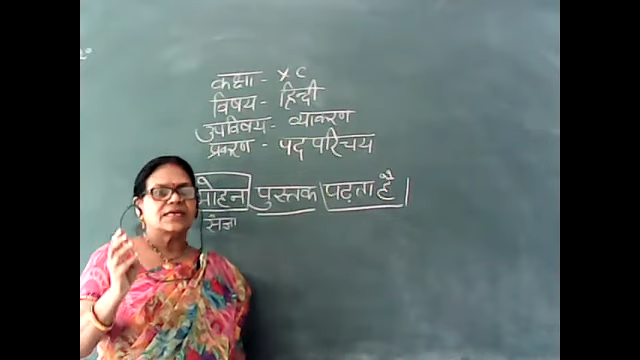 कक्षा - X C
विषय - हिन्दी
उपविषय - व्याकरण
प्रकरण - पद परिचय
मोहन पुस्तक पढ़ता है।
संज्ञा